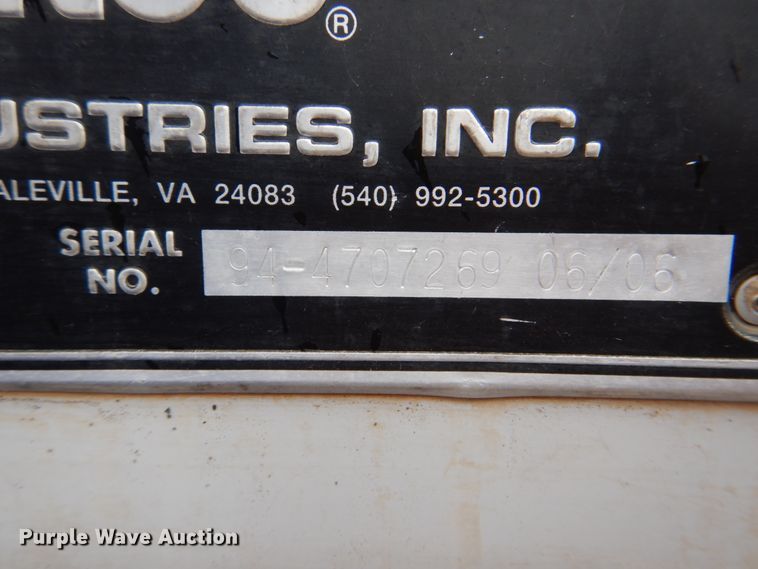 ®
USTRIES, INC.
ALEVILLE, VA 24083 (540) 992-5300
SERIAL NO. 94-4707269 06/06
Purple Wave Auction